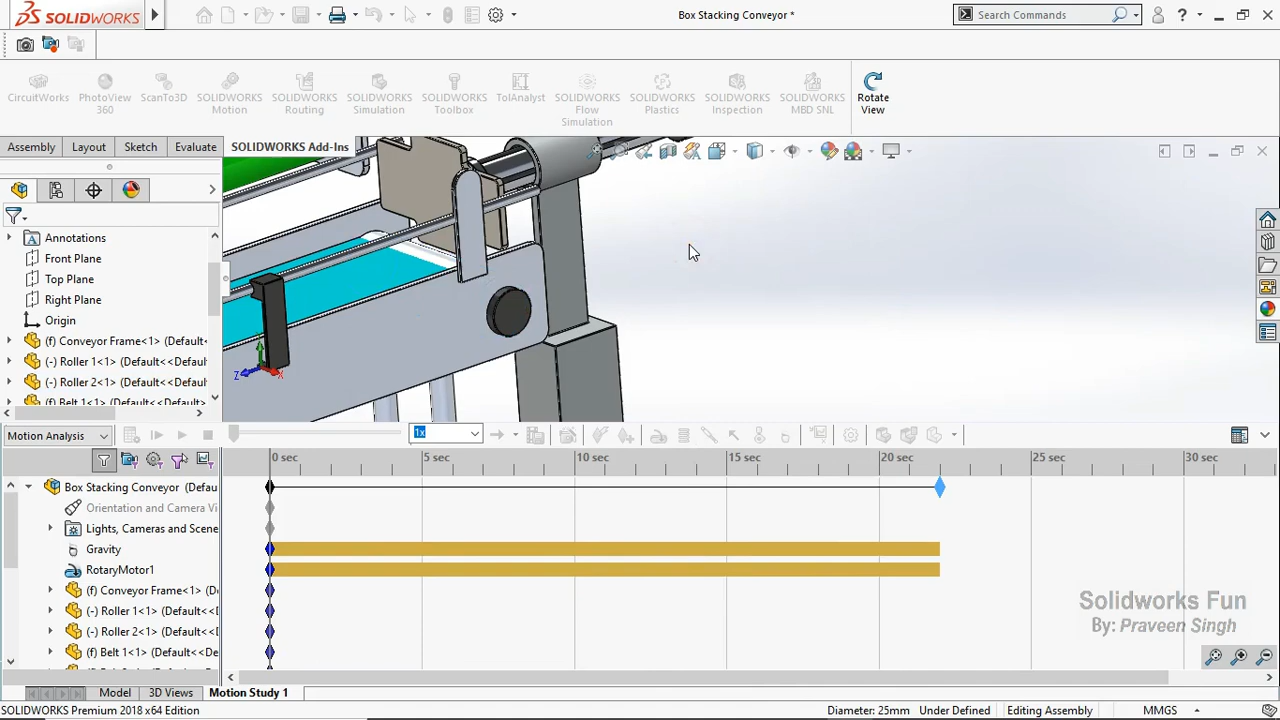 SOLIDWORKS
Box Stacking Conveyor *
Search Commands
?
CircuitWorks
PhotoView 360
ScanTo3D
SOLIDWORKS Motion
SOLIDWORKS Routing
SOLIDWORKS Simulation
SOLIDWORKS Toolbox
TolAnalyst
SOLIDWORKS Flow Simulation
SOLIDWORKS Plastics
SOLIDWORKS Inspection
SOLIDWORKS MBD SNL
Rotate View
Assembly
Layout
Sketch
Evaluate
SOLIDWORKS Add-Ins
Annotations
Front Plane
Top Plane
Right Plane
Origin
(f) Conveyor Frame<1> (Default<
(-) Roller 1<1> (Default<<Defaul
(-) Roller 2<1> (Default<<Defaul
(f) Belt 1<1> (Default<<Default>
Z
X
Motion Analysis
1x
0 sec
5 sec
10 sec
15 sec
20 sec
25 sec
30 sec
Box Stacking Conveyor (Defau
Orientation and Camera Vi
Lights, Cameras and Scene
Gravity
RotaryMotor1
(f) Conveyor Frame<1> (D
(-) Roller 1<1> (Default<<D
(-) Roller 2<1> (Default<<D
(f) Belt 1<1> (Default<<De
Solidworks Fun
By: Praveen Singh
Model
3D Views
Motion Study 1
SOLIDWORKS Premium 2018 x64 Edition
Diameter: 25mm
Under Defined
Editing Assembly
MMGS